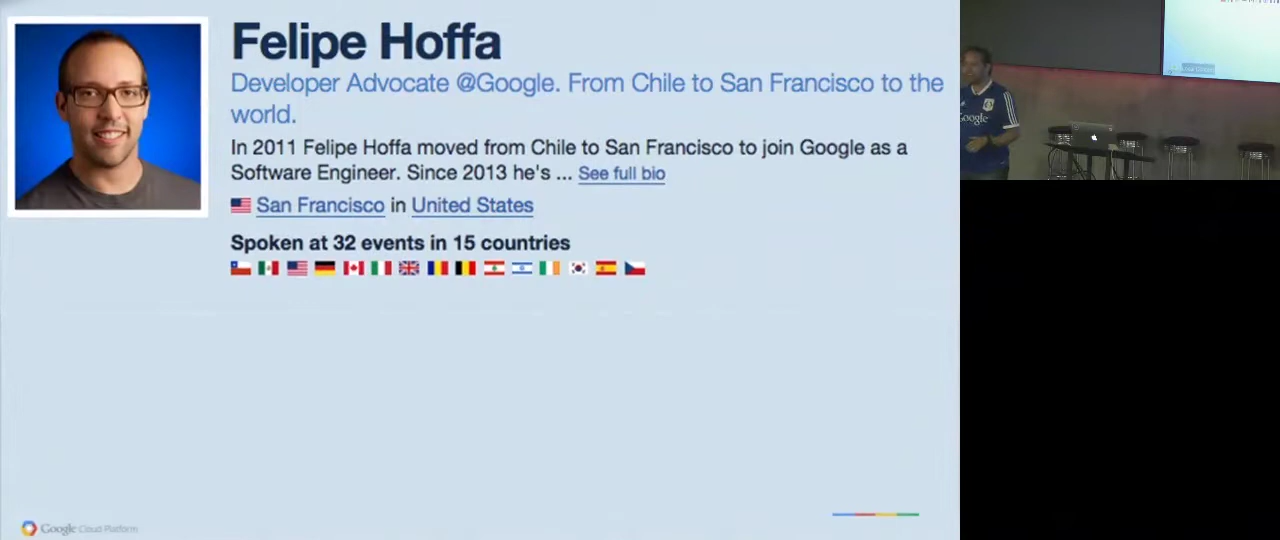 Felipe Hoffa
Developer Advocate @Google. From Chile to San Francisco to the
world.
In 2011 Felipe Hoffa moved from Chile to San Francisco to join Google as a
Software Engineer. Since 2013 he's ... See full bio
San Francisco in United States
Spoken at 32 events in 15 countries
Google Cloud Platform
Google